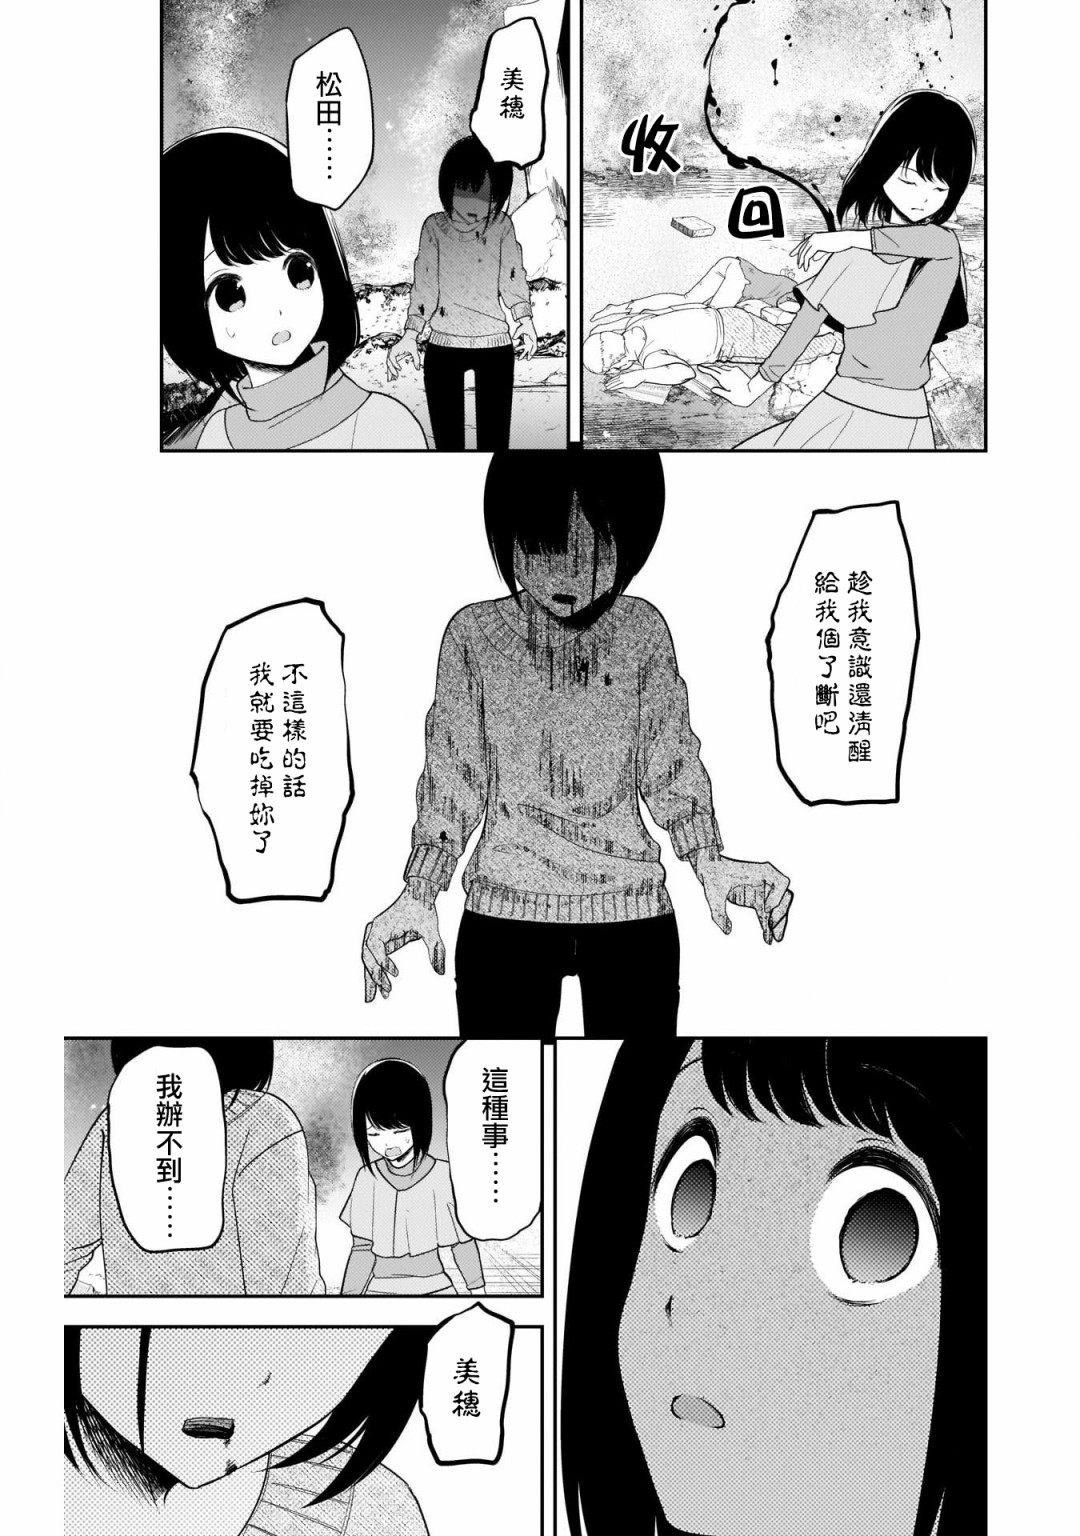 收回
美穗
松田……
趁我意識還清醒
給我個了斷吧
不這樣的話
我就要吃掉妳了
這種事……
我辦不到……
美穗